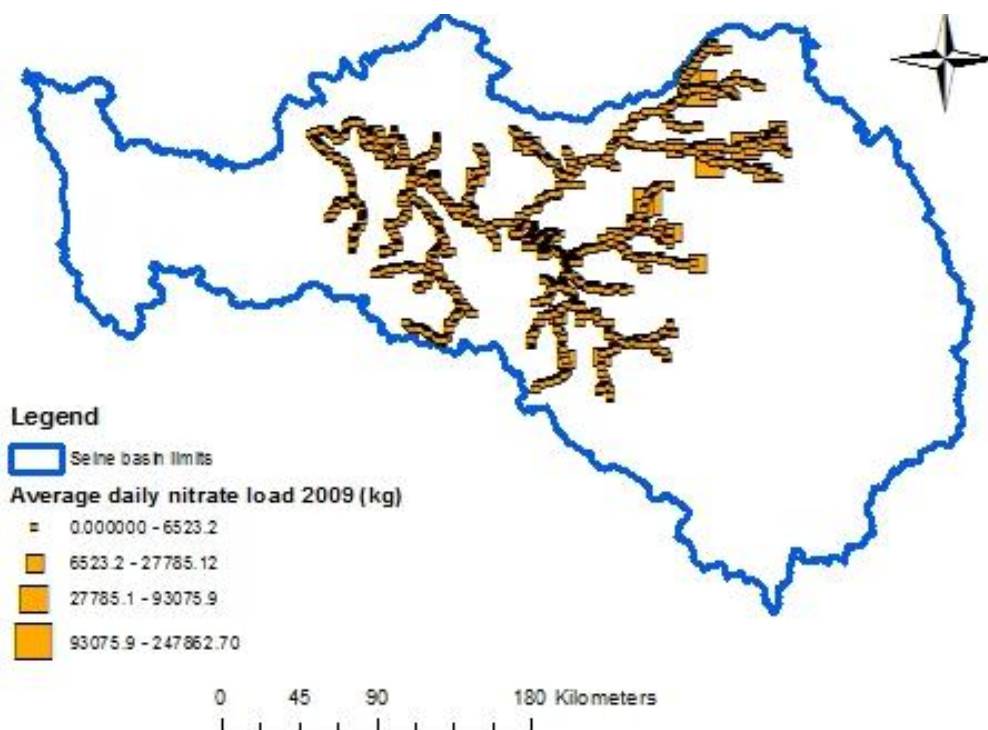 Legend
Seine basin limits
Average daily nitrate load 2009 (kg)
0.000000 - 6523.2
6523.2 - 27785.12
27785.1 - 93075.9
93075.9 - 247862.70
0 45 90 180 Kilometers